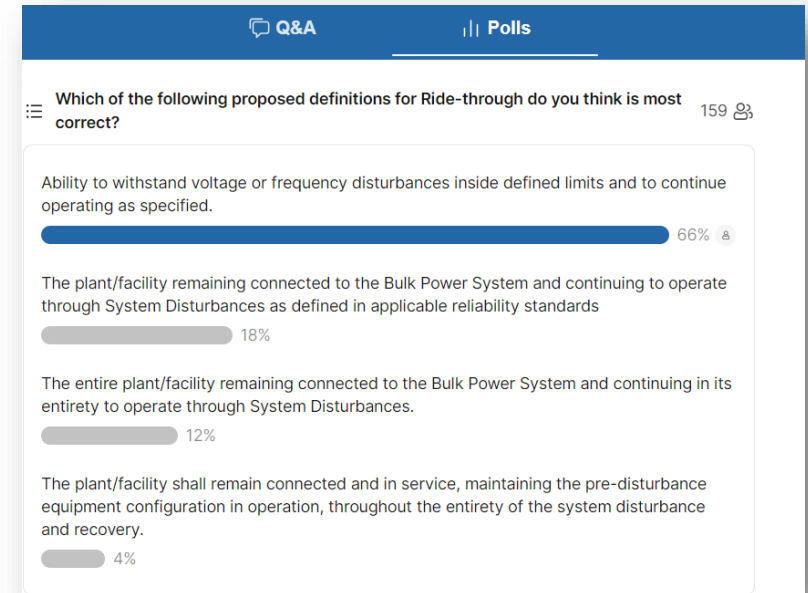 Q&A
Polls
Which of the following proposed definitions for Ride-through do you think is most
correct?
159
Ability to withstand voltage or frequency disturbances inside defined limits and to continue
operating as specified.
66%
The plant/facility remaining connected to the Bulk Power System and continuing to operate
through System Disturbances as defined in applicable reliability standards
18%
The entire plant/facility remaining connected to the Bulk Power System and continuing in its
entirety to operate through System Disturbances.
12%
The plant/facility shall remain connected and in service, maintaining the pre-disturbance
equipment configuration in operation, throughout the entirety of the system disturbance
and recovery.
4%